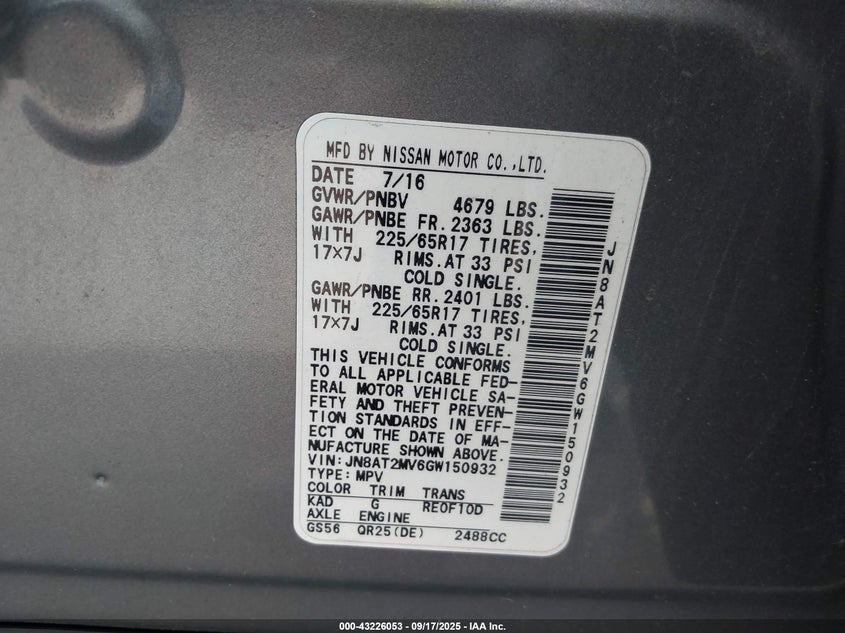 MFD BY NISSAN MOTOR CO.,LTD.
DATE 7/16
GVWR/PNBV 4679 LBS.
GAWR/PNBE FR. 2363 LBS.
WITH 225/65R17 TIRES,
17×7J RIMS.AT 33 PSI
COLD SINGLE.
GAWR/PNBE RR. 2401 LBS.
WITH 225/65R17 TIRES,
17×7J RIMS.AT 33 PSI
COLD SINGLE.
THIS VEHICLE CONFORMS
TO ALL APPLICABLE FED-
ERAL MOTOR VEHICLE SA-
FETY AND THEFT PREVEN-
TION STANDARDS IN EFF-
ECT ON THE DATE OF MA-
NUFACTURE SHOWN ABOVE.
VIN:JN8AT2MV6GW150932
TYPE:MPV
COLOR TRIM TRANS
KAD G RE0F10D
AXLE ENGINE
GS56 QR25(DE) 2488CC
JN8AT2MV6GW150932
000-43226053 - 09/17/2025 - IAA Inc.